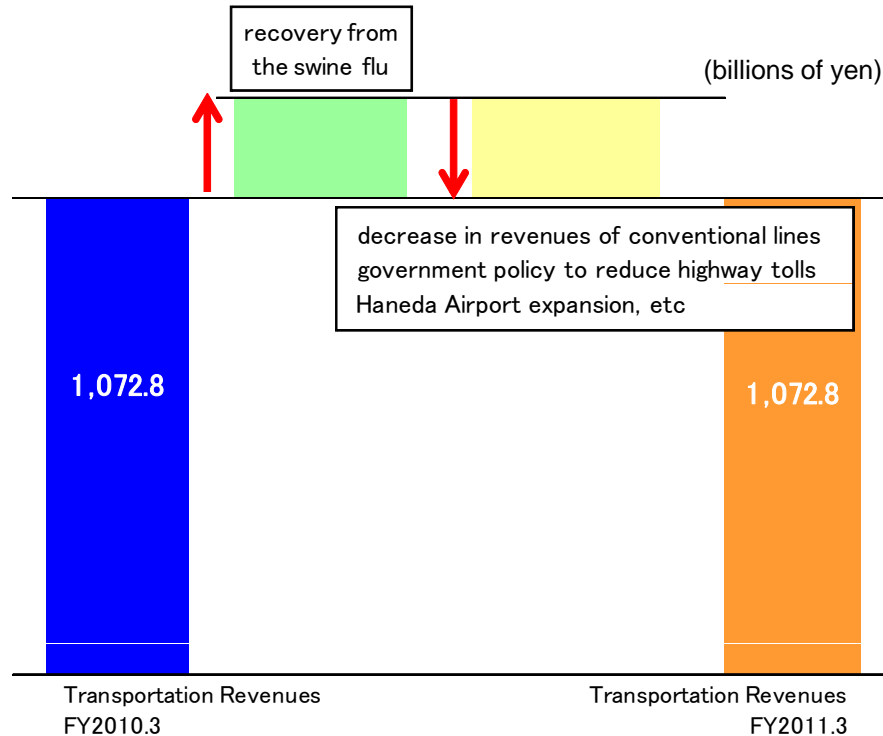 recovery from
the swine flu
(billions of yen)
decrease in revenues of conventional lines
government policy to reduce highway tolls
Haneda Airport expansion, etc
1,072.8
1,072.8
Transportation Revenues
FY2010.3
Transportation Revenues
FY2011.3